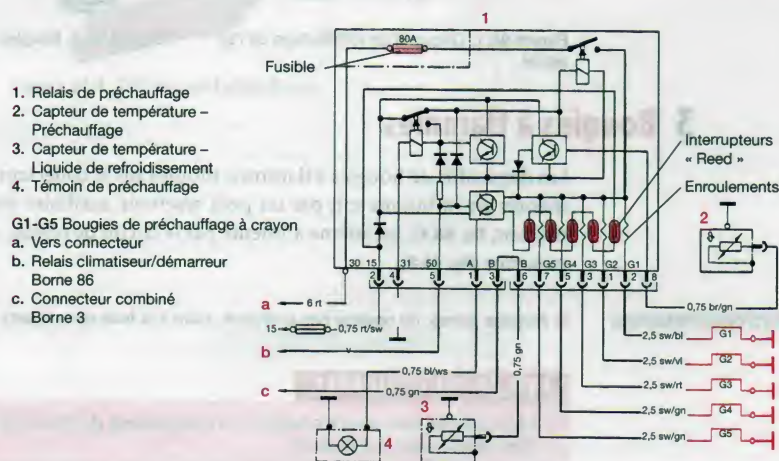 1
80A
Fusible
1. Relais de préchauffage
2. Capteur de température –
Préchauffage
3. Capteur de température –
Liquide de refroidissement
4. Témoin de préchauffage
G1-G5 Boogies de préchauffage à crayon
a. Vers connecteur
b. Relais climatiseur/démarreur
Borne 86
c. Connecteur combiné
Borne 3
Interrupteurs
« Reed »
Enroulements
2
30 15 31 50 A B B G5 G4 G3 G2 G1
2 4 5 1 3 6 7 5 3 1 2 8
a 6 rt
15 0,75 rt/sw
b v
0,75 bl/ws
c 0,75 gn
0,75 gn
3
4
0,75 br/gn
2,5 sw/bl G1
2,5 sw/vl G2
2,5 sw/rt G3
2,5 sw/gn G4
2,5 sw/gn G5